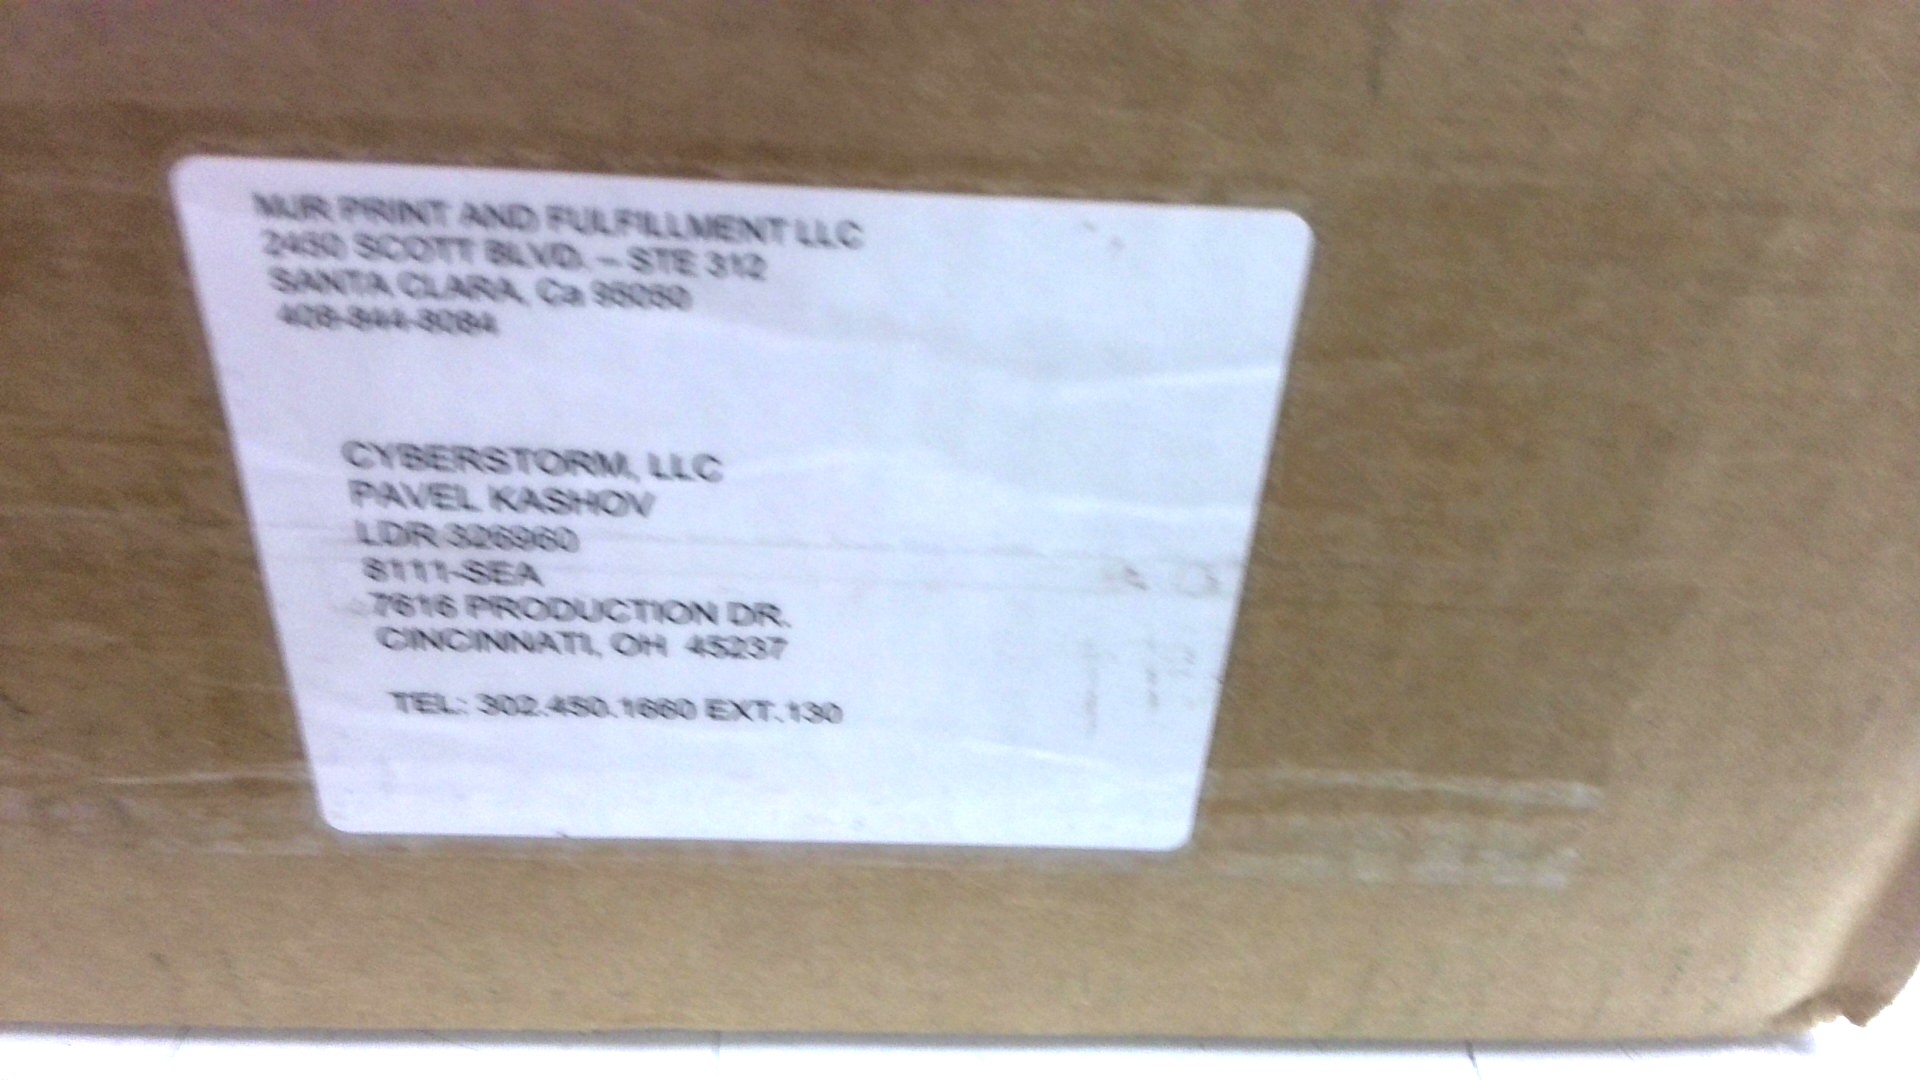 MJR PRINT AND FULFILLMENT LLC
2450 SCOTT BLVD. – STE 312
SANTA CLARA, Ca 95050
408-844-8084
CYBERSTORM, LLC
PAVEL KASHOV
LDR 326960
8111-SEA
7616 PRODUCTION DR.
CINCINNATI, OH 45237
TEL: 302.450.1660 EXT.130